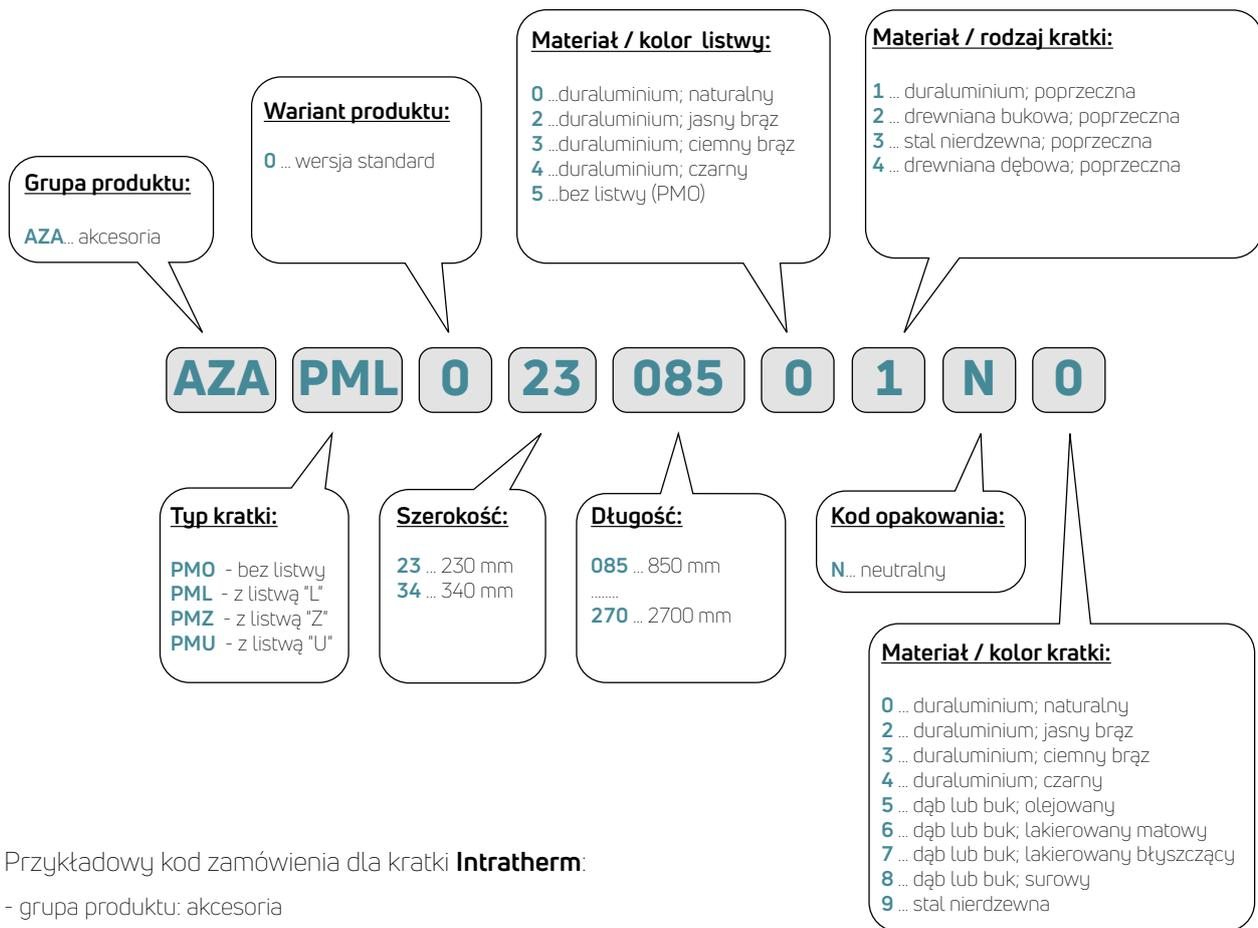 Materiał / kolor listwy:
0 ...duraluminium; naturalny
2 ...duraluminium; jasny brąz
3 ...duraluminium; ciemny brąz
4 ...duraluminium; czarny
5 ...bez listwy (PMO)
Materiał / rodzaj kratki:
1 ... duraluminium; poprzeczna
2 ... drewniana bukowa; poprzeczna
3 ... stal nierdzewna; poprzeczna
4 ... drewniana dębowa; poprzeczna
Wariant produktu:
0 ... wersja standard
Grupa produktu:
AZA... akcesoria
AZA PML 0 23 085 0 1 N 0
Typ kratki:
PMO - bez listwy
PML - z listwą "L"
PMZ - z listwą "Z"
PMU - z listwą "U"
Szerokość:
23 ... 230 mm
34 ... 340 mm
Długość:
085 ... 850 mm
........
270 ... 2700 mm
Kod opakowania:
N... neutralny
Materiał / kolor kratki:
0 ... duraluminium; naturalny
2 ... duraluminium; jasny brąz
3 ... duraluminium; ciemny brąz
4 ... duraluminium; czarny
5 ... dąb lub buk; olejowany
6 ... dąb lub buk; lakierowany matowy
7 ... dąb lub buk; lakierowany błyszczący
8 ... dąb lub buk; surowy
9 ... stal nierdzewna
Przykładowy kod zamówienia dla kratki Intratherm:
- grupa produktu: akcesoria